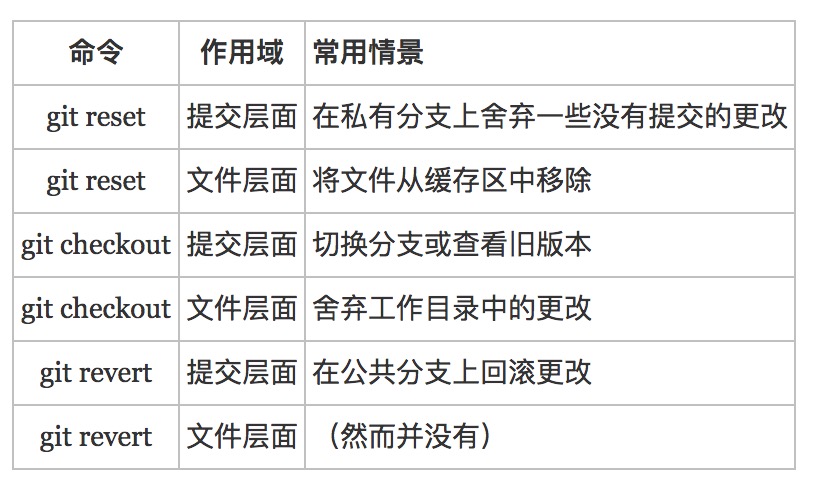 命令 作用域 常用情景
git reset 提交层面 在私有分支上舍弃一些没有提交的更改
git reset 文件层面 将文件从缓存区中移除
git checkout 提交层面 切换分支或查看旧版本
git checkout 文件层面 舍弃工作目录中的更改
git revert 提交层面 在公共分支上回滚更改
git revert 文件层面 （然而并没有）